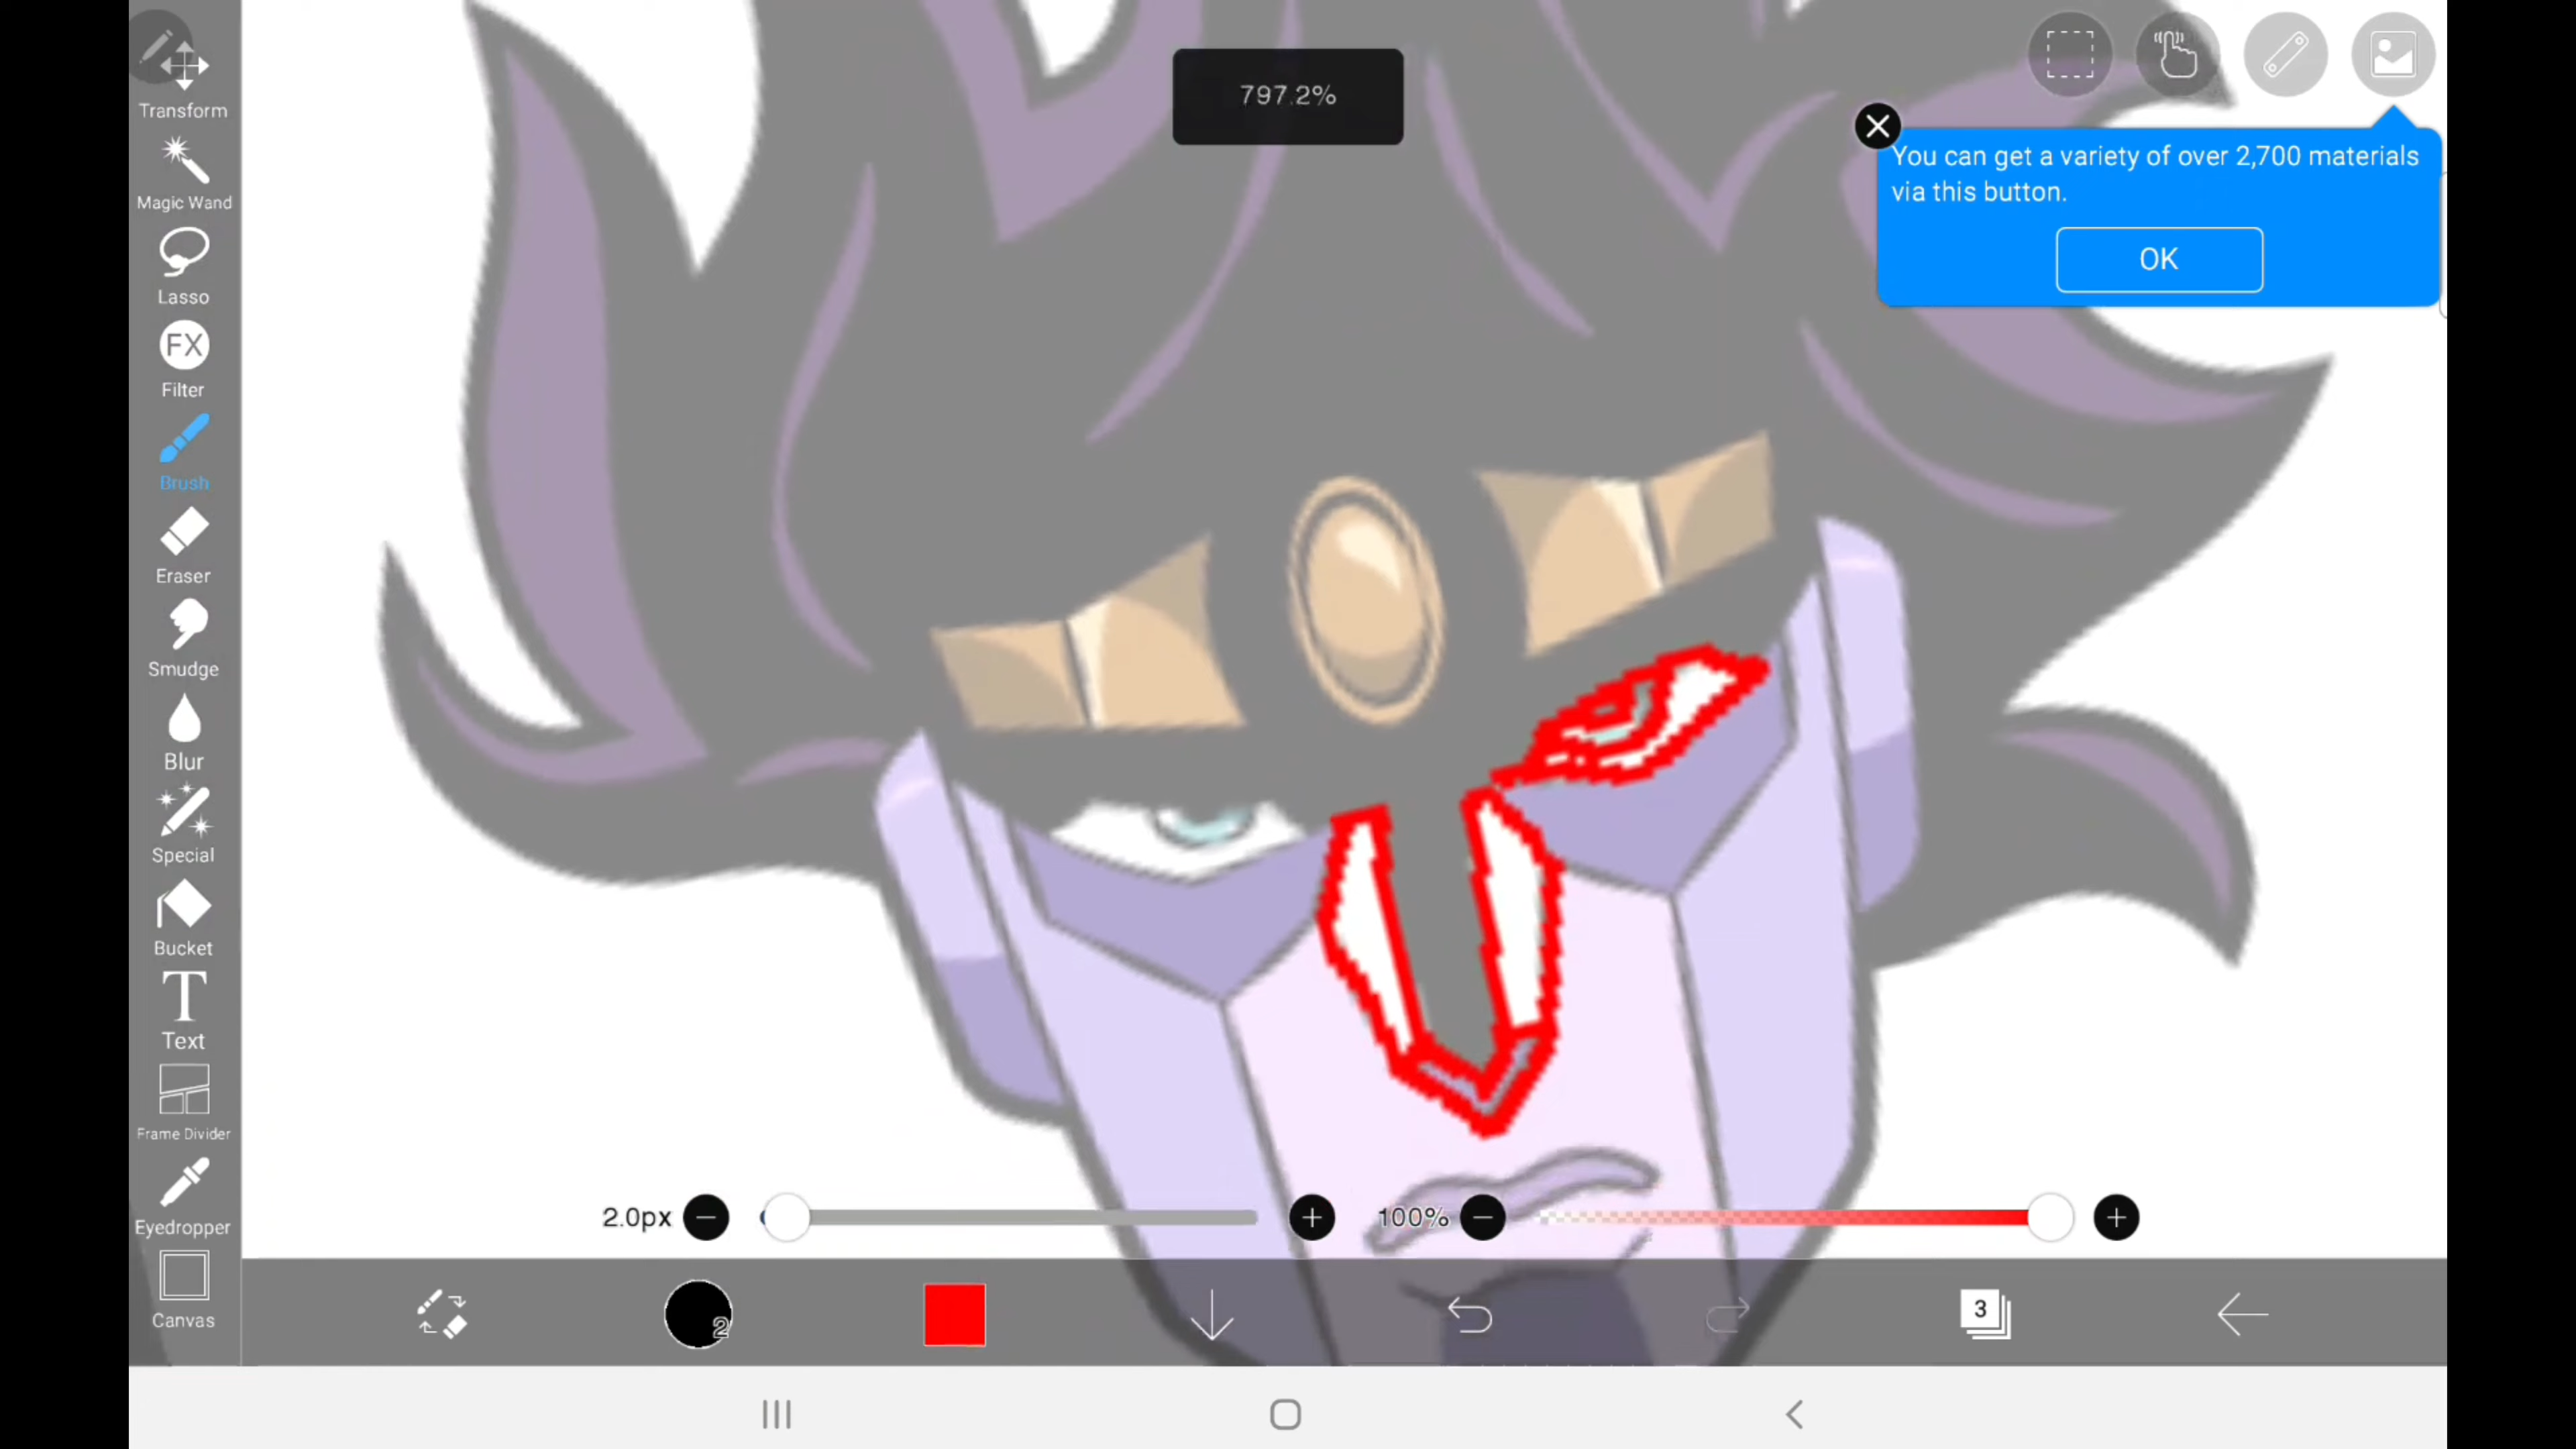 797.2%
You can get a variety of over 2,700 materials
via this button.
OK
Transform
Magic Wand
Lasso
FX
Filter
Brush
Eraser
Smudge
Blur
Special
Bucket
T
Text
Frame Divider
Eyedropper
Canvas
2.0px
100%
2
3